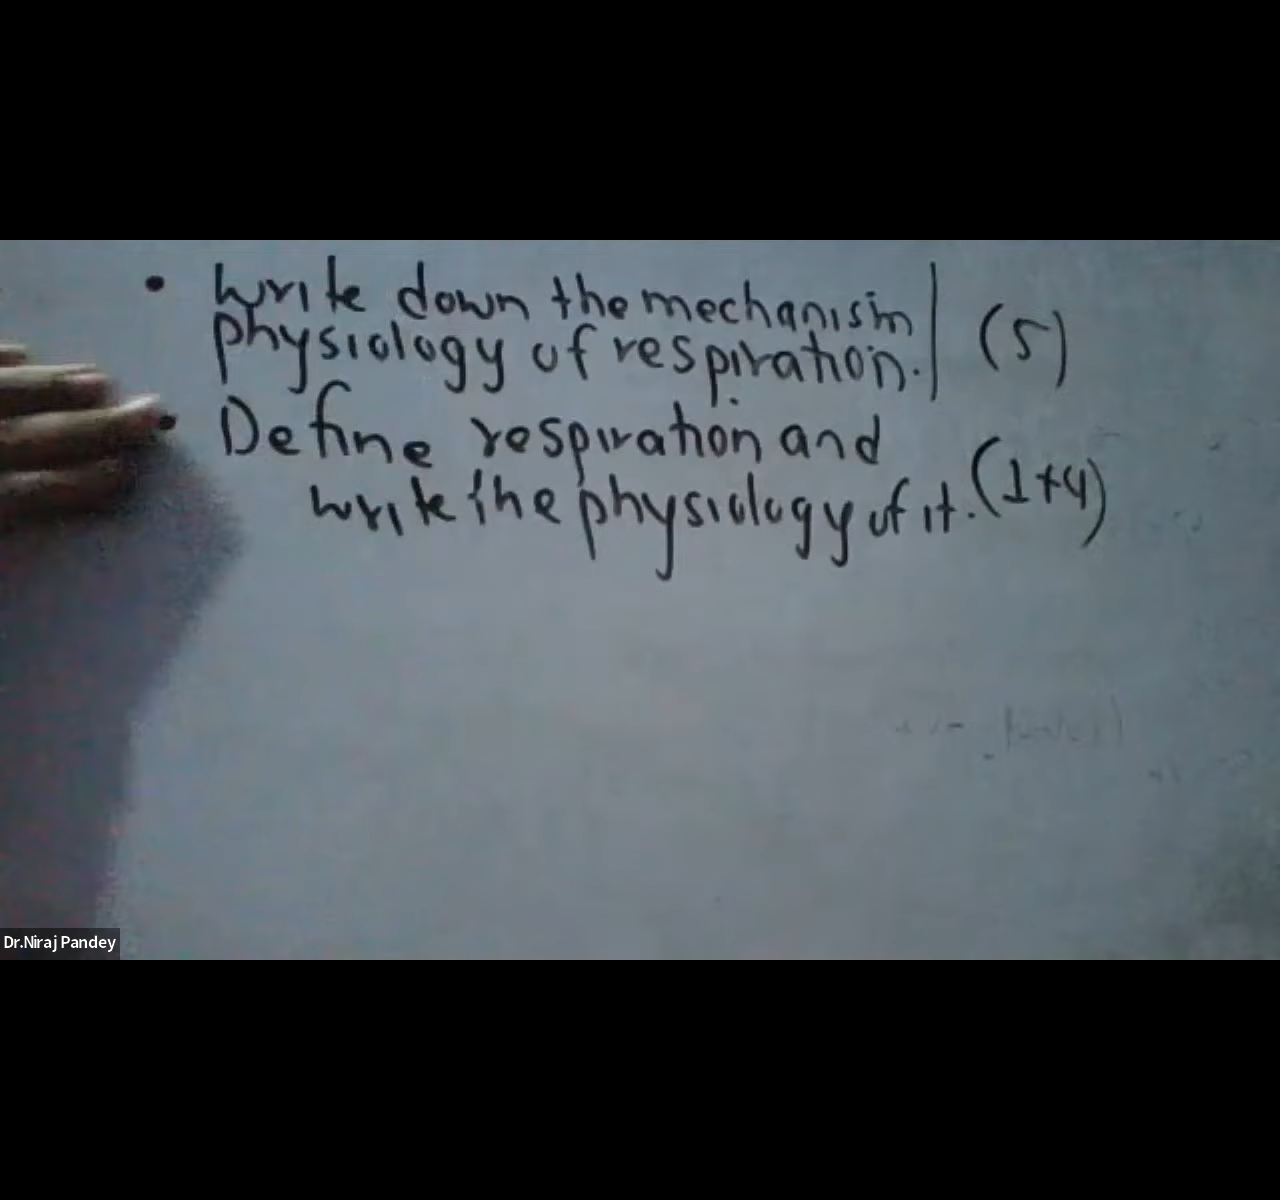 • Write down the mechanism
physiology of respiration. (5)
• Define respiration and
write the physiology of it. (1+4)
Dr.Niraj Pandey